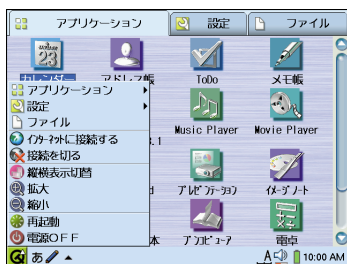 アプリケーション 設定 ファイル
23
カレンダー アドレス帳 ToDo メモ帳
アプリケーション
設定
ファイル
インターネットに接続する
接続を切る
縦横表示切替
拡大
縮小
再起動
電源OFF
Music Player Movie Player
プレゼンテーション イメージノート
電卓
あ A 10:00 AM